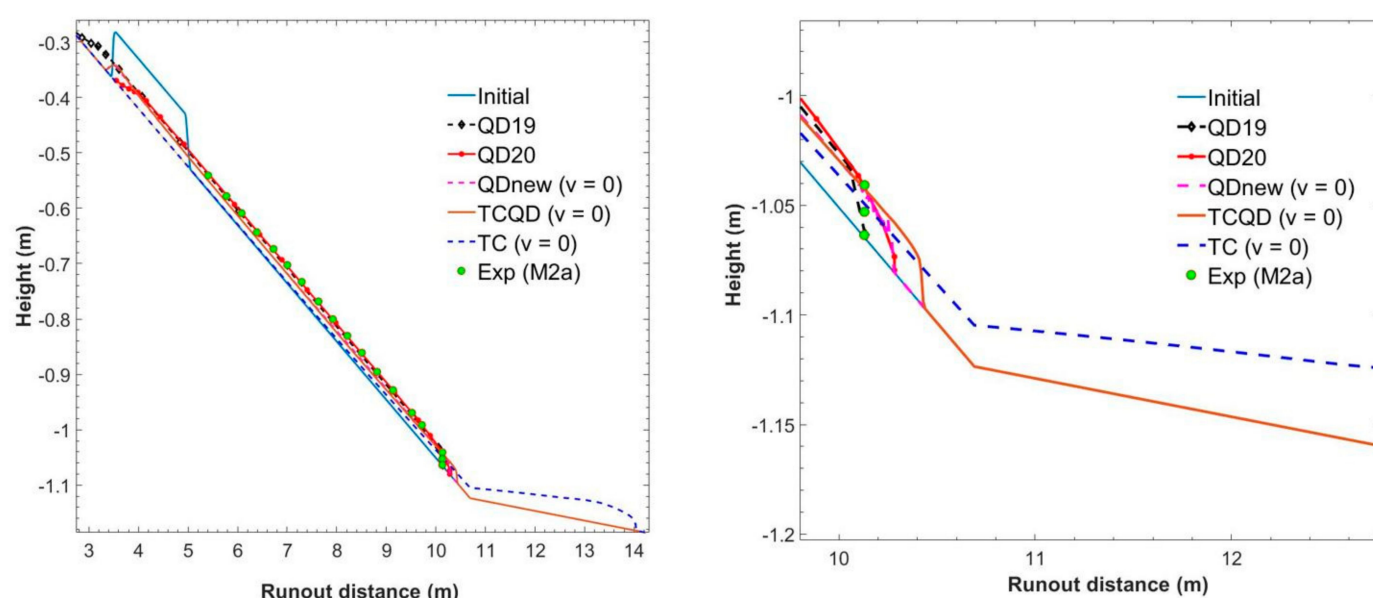 -0.3
-0.4
-0.5
-0.6
-0.7
-0.8
-0.9
-1
-1.1
Height (m)
3 4 5 6 7 8 9 10 11 12 13 14
Runout distance (m)
Initial
QD19
QD20
QDnew (v = 0)
TCQD (v = 0)
TC (v = 0)
Exp (M2a)
-1
-1.05
-1.1
-1.15
-1.2
Height (m)
10 11 12
Runout distance (m)
Initial
QD19
QD20
QDnew (v = 0)
TCQD (v = 0)
TC (v = 0)
Exp (M2a)